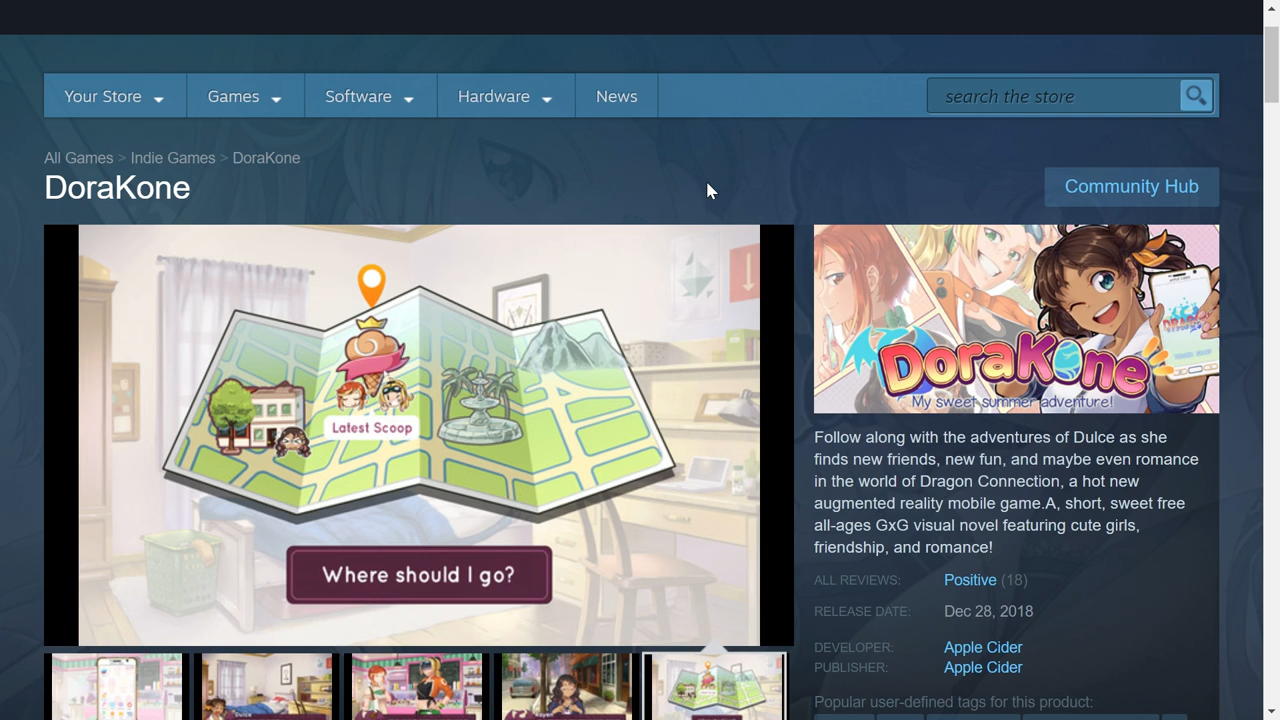 Your Store
Games
Software
Hardware
News
search the store
All Games > Indie Games > DoraKone
DoraKone
Community Hub
Latest Scoop
Where should I go?
DoraKone
My sweet summer adventure!
Follow along with the adventures of Dulce as she
finds new friends, new fun, and maybe even romance
in the world of Dragon Connection, a hot new
augmented reality mobile game.A, short, sweet free
all-ages GxG visual novel featuring cute girls,
friendship, and romance!
ALL REVIEWS: Positive (18)
RELEASE DATE: Dec 28, 2018
DEVELOPER: Apple Cider
PUBLISHER: Apple Cider
Popular user-defined tags for this product: